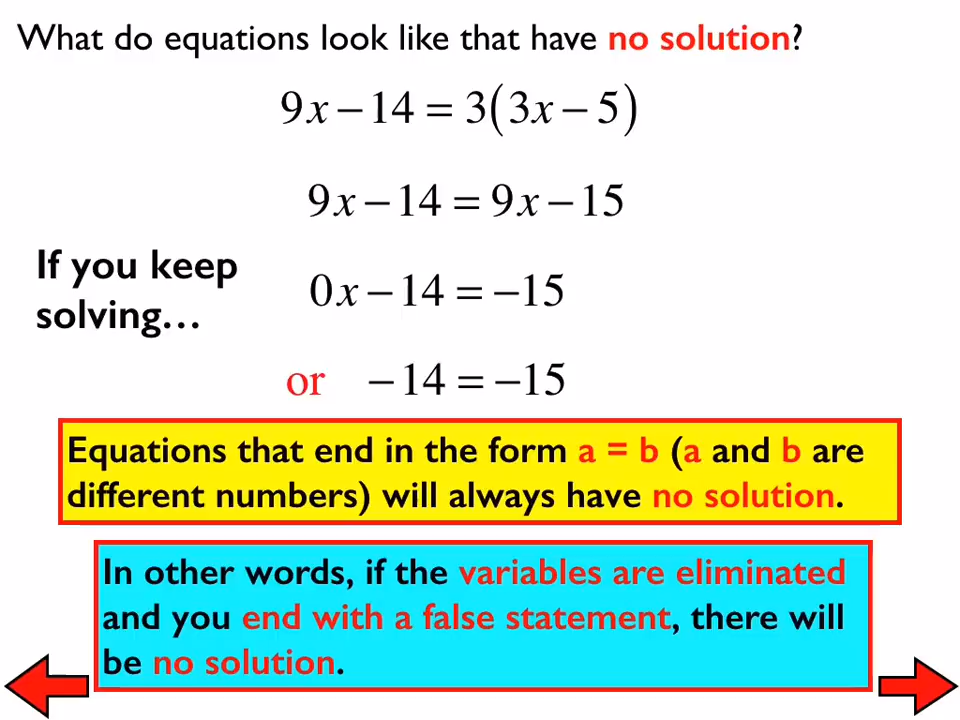 What do equations look like that have no solution?
9x − 14 = 3(3x − 5)
9x − 14 = 9x − 15
If you keep
solving…
0x − 14 = −15
or − 14 = −15
Equations that end in the form a = b (a and b are
different numbers) will always have no solution.
In other words, if the variables are eliminated
and you end with a false statement, there will
be no solution.